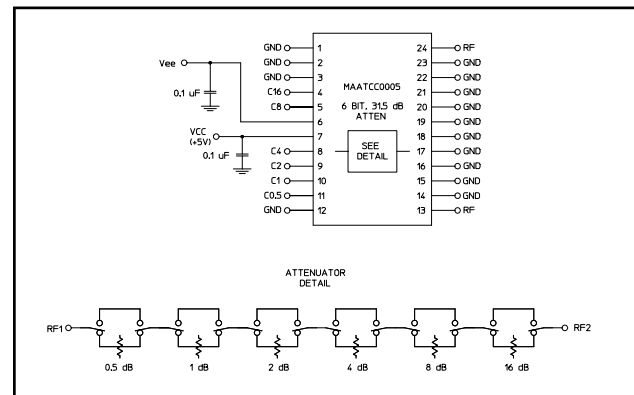 GND 1 24 RF
GND 2 23 GND
Vee GND 3 22 GND
MAATCC0005
0.1 uF C16 4 21 GND
C8 5 6 BIT, 31.5 dB 20 GND
ATTEN
6 19 GND
VCC
(+5V)
7 18 GND
0.1 uF C4 8 SEE
DETAIL 17 GND
C2 9 16 GND
C1 10 15 GND
C0.5 11 14 GND
GND 12 13 RF
ATTENUATOR
DETAIL
RF1 RF2
0.5 dB 1 dB 2 dB 4 dB 8 dB 16 dB